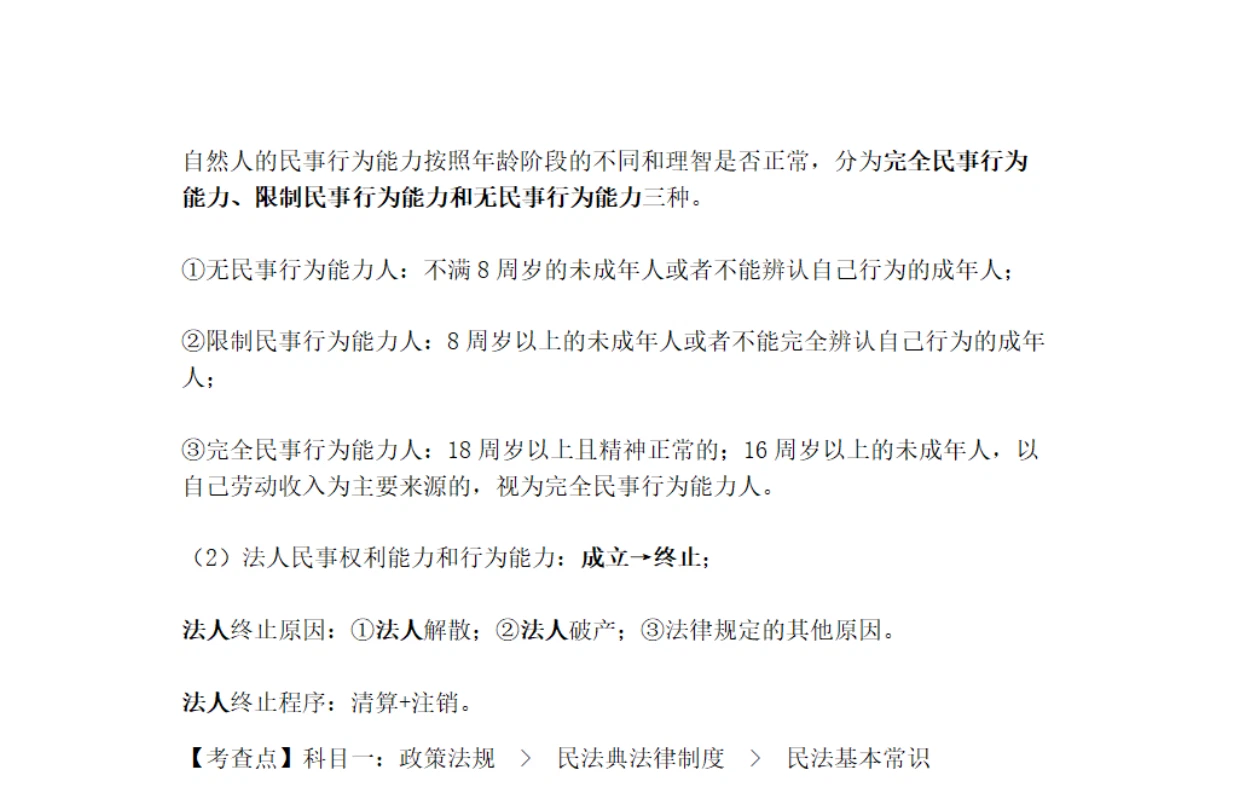 自然人的民事行为能力按照年龄阶段的不同和理智是否正常，分为完全民事行为
能力、限制民事行为能力和无民事行为能力三种。
①无民事行为能力人：不满8周岁的未成年人或者不能辨认自己行为的成年人；
②限制民事行为能力人：8周岁以上的未成年人或者不能完全辨认自己行为的成年
人；
③完全民事行为能力人：18周岁以上且精神正常的；16周岁以上的未成年人，以
自己劳动收入为主要来源的，视为完全民事行为能力人。
（2）法人民事权利能力和行为能力：成立→终止；
法人终止原因：①法人解散；②法人破产；③法律规定的其他原因。
法人终止程序：清算+注销。
【考查点】科目一：政策法规 > 民法典法律制度 > 民法基本常识